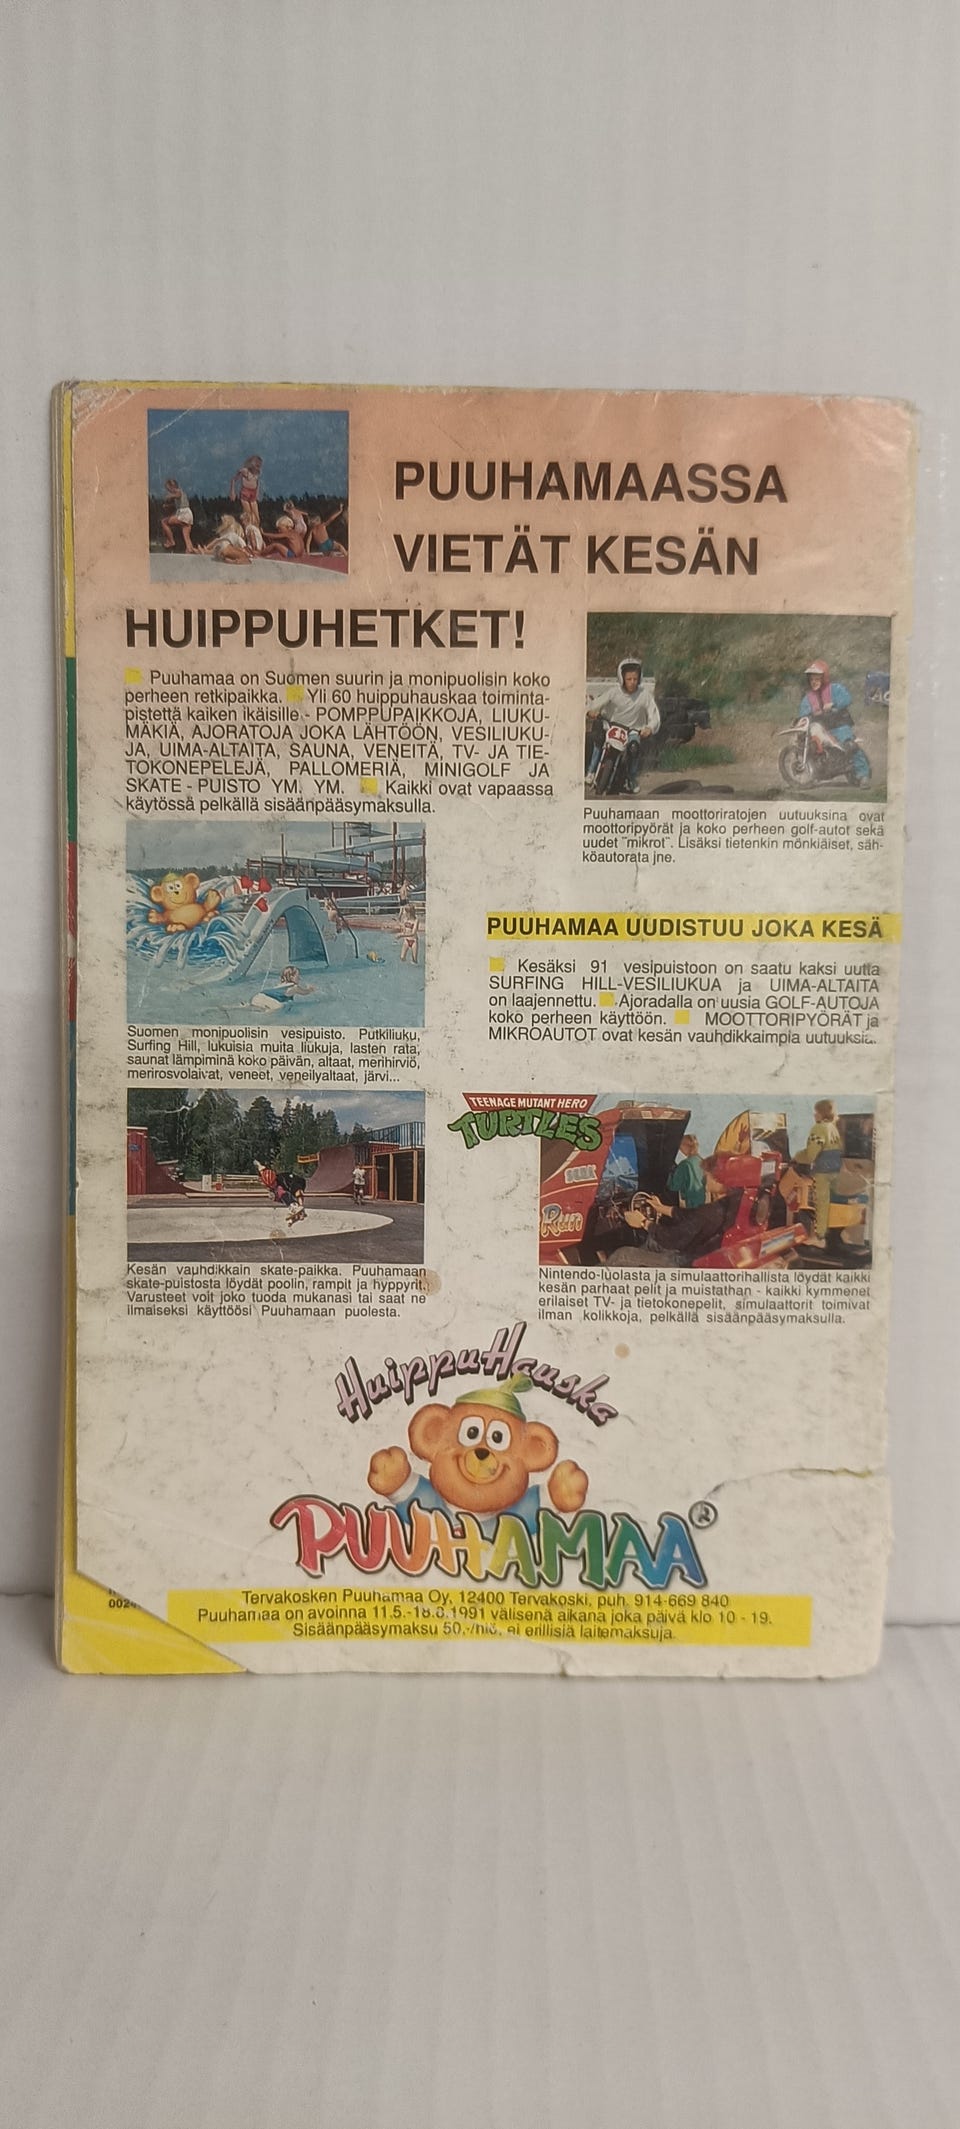 PUUHAMAASSA
VIETÄT KESÄN
HUIPPUHETKET!
Puuhamaa on Suomen suurin ja monipuolisin koko
perheen retkipaikka. Yli 60 huippuhauskaa toiminta-
pistettä kaiken ikäisille - POMPPUPAIKKOJA, LIUKU-
MÄKIÄ, AJORATOJA JOKA LÄHTÖÖN, VESILIUKU-
JA, UIMA-ALTAITA, SAUNA, VENEITÄ, TV- JA TIE-
TOKONEPELEJÄ, PALLOMERIÄ, MINIGOLF JA
SKATE - PUISTO YM. YM. Kaikki ovat vapaassa
käytössä pelkällä sisäänpääsymaksulla.
Puuhamaan moottoriratojen uutuuksina ovat
moottoripyörät ja koko perheen golf-autot sekä
uudet "mikrot". Lisäksi tietenkin mönkiäiset, säh-
köautorata jne.
PUUHAMAA UUDISTUU JOKA KESÄ
Kesäksi 91 vesipuistoon on saatu kaksi uutta
SURFING HILL-VESILIUKUA ja UIMA-ALTAITA
on laajennettu. Ajoradalla on uusia GOLF-AUTOJA
koko perheen käyttöön. MOOTTORIPYÖRÄT ja
MIKROAUTOT ovat kesän vauhdikkaimpia uutuuksia.
Suomen monipuolisin vesipuisto. Putkiliuku,
Surfing Hill, lukuisia muita liukuja, lasten rata,
saunat lämpiminä koko päivän, altaat, merihirviö,
merirosvolaivat, veneet, veneilyaltaat, järvi...
TEENAGE MUTANT HERO
TURTLES
SEGA
Run
Kesän vauhdikkain skate-paikka. Puuhamaan
skate-puistosta löydät poolin, rampit ja hyppyrit.
Varusteet voit joko tuoda mukanasi tai saat ne
ilmaiseksi käyttöösi Puuhamaan puolesta.
Nintendo-luolasta ja simulaattorihallista löydät kaikki
kesän parhaat pelit ja muistathan - kaikki kymmenet
erilaiset TV- ja tietokonepelit, simulaattorit toimivat
ilman kolikkoja, pelkällä sisäänpääsymaksulla.
HuippuHauska
PUUHAMAA®
Tervakosken Puuhamaa Oy, 12400 Tervakoski, puh. 914-669 840
Puuhamaa on avoinna 11.5.-18.8.1991 välisenä aikana joka päivä klo 10 - 19.
Sisäänpääsymaksu 50,-/hlö, ei erillisiä laitemaksuja.